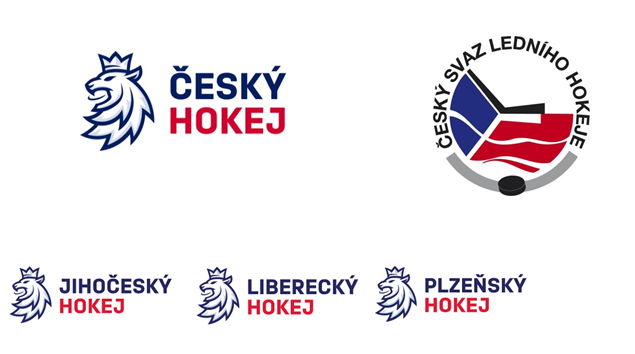 ČESKÝ
HOKEJ
ČESKÝ SVAZ LEDNÍHO HOKEJE
JIHOČESKÝ
HOKEJ
LIBERECKÝ
HOKEJ
PLZEŇSKÝ
HOKEJ